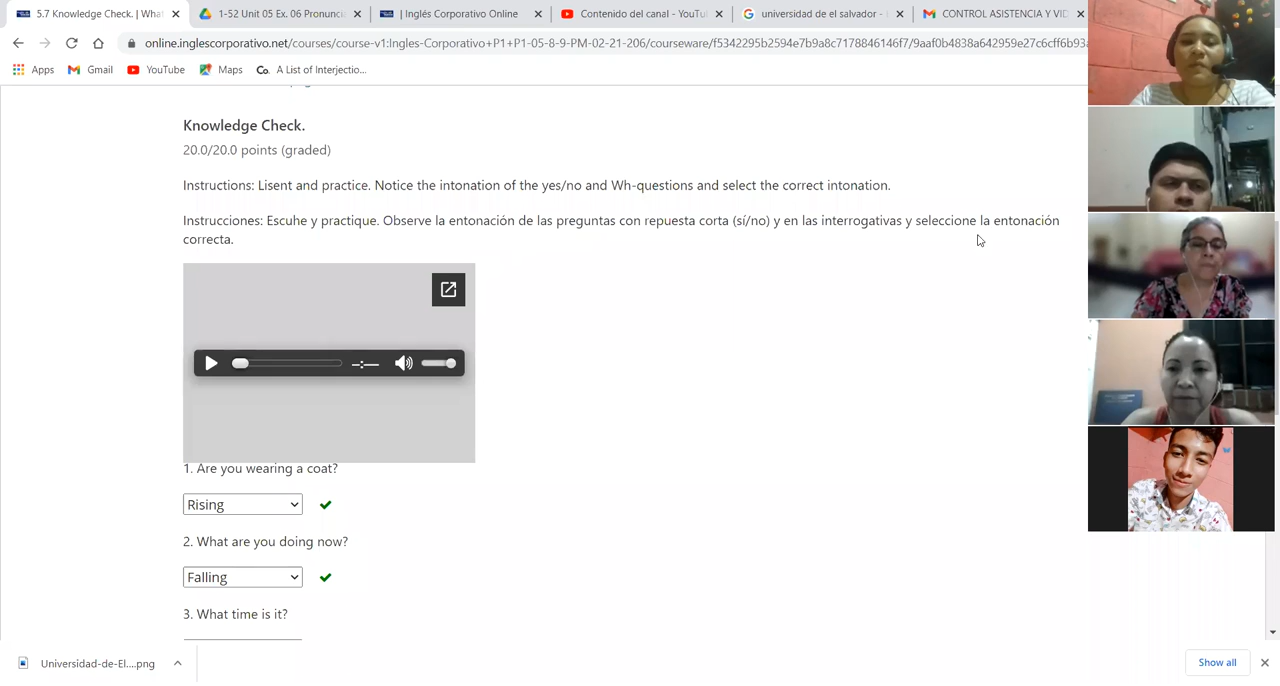 5.7 Knowledge Check. | What
1-52 Unit 05 Ex. 06 Pronunci
| Inglés Corporativo Online
Contenido del canal - YouTu
universidad de el salvador -
CONTROL ASISTENCIA Y VID
online.inglescorporativo.net/courses/course-v1:Ingles-Corporativo+P1+P1-05-8-9-PM-02-21-206/courseware/f5342295b2594e7b9a8c7178846146f7/9aaf0b4838a642959e27c6cff6b93
Apps
Gmail
YouTube
Maps
Co. A List of Interjectio...
Knowledge Check.
20.0/20.0 points (graded)
Instructions: Lisent and practice. Notice the intonation of the yes/no and Wh-questions and select the correct intonation.
Instrucciones: Escuhe y practique. Observe la entonación de las preguntas con repuesta corta (sí/no) y en las interrogativas y seleccione la entonación
correcta.
-:--
1. Are you wearing a coat?
Rising
2. What are you doing now?
Falling
3. What time is it?
Universidad-de-El....png
Show all